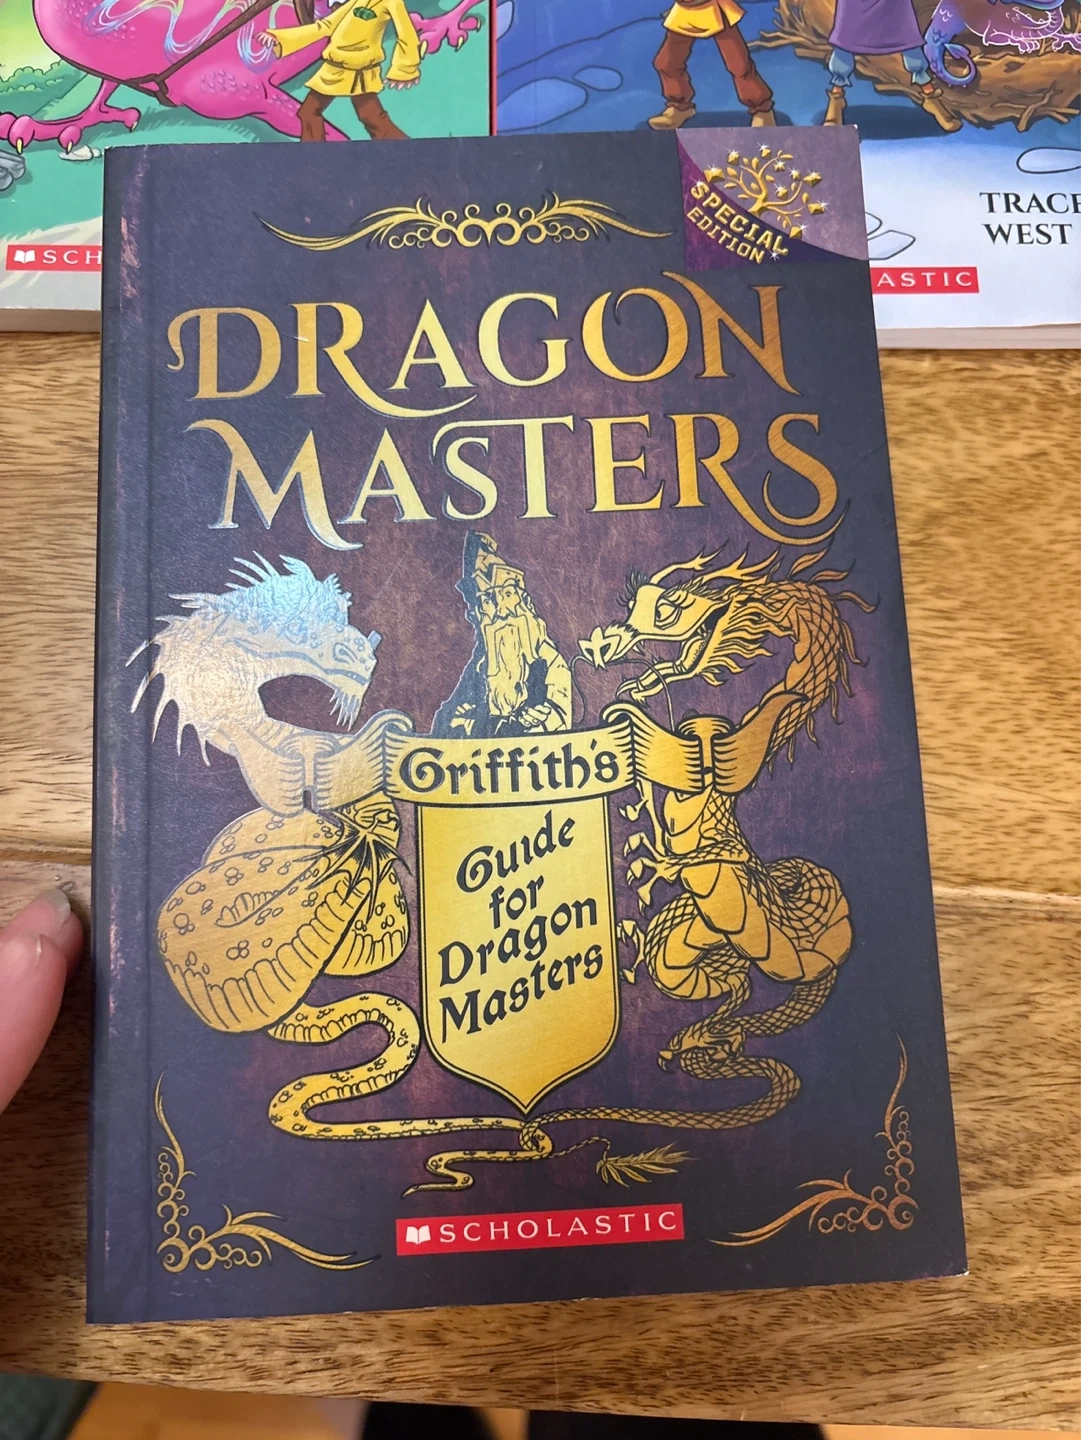 SPECIAL
EDITION
TRACE
WEST
SCH
ASTIC
DRAGON
MASTERS
Griffith's
Guide
for
Dragon
Masters
SCHOLASTIC